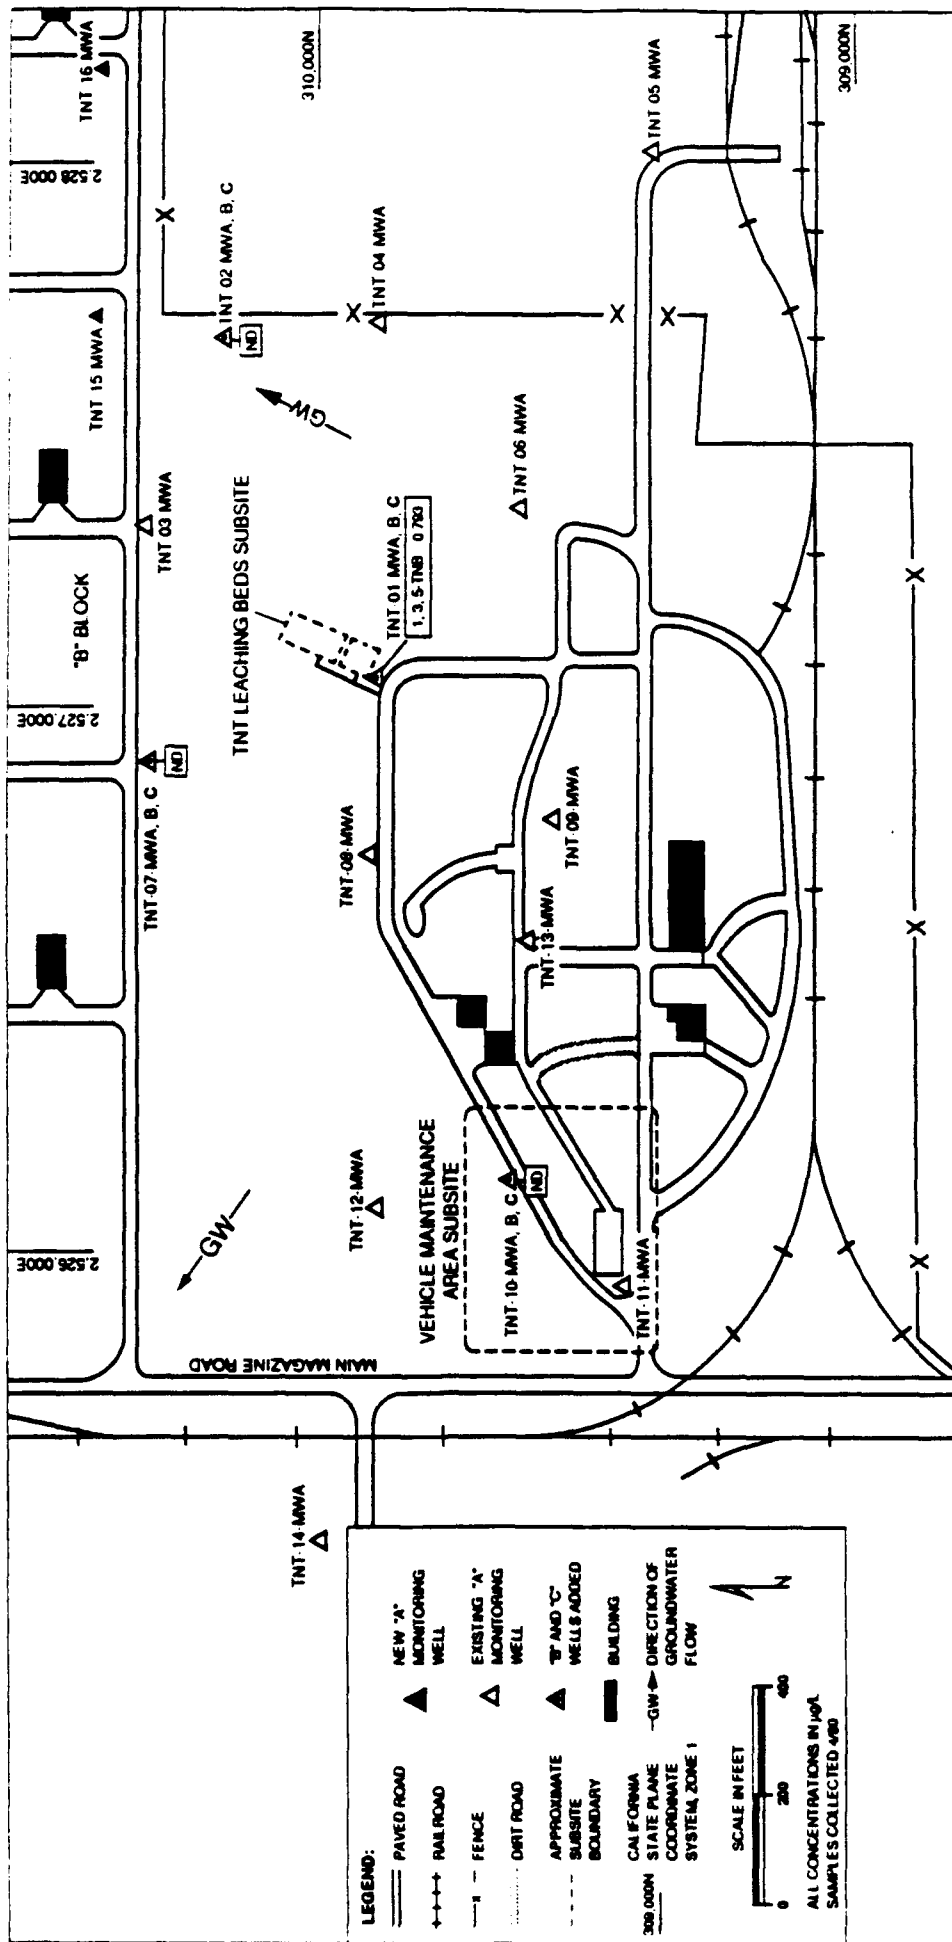 "B" BLOCK
2.526.000E
2.527.000E
2.528 000E
TNT 15 MWA
TNT 16 MWA
TNT-07-MWA, B, C
ND
TNT 03 MWA
MAIN MAGAZINE ROAD
GW
TNT LEACHING BEDS SUBSITE
TNT 02 MWA, B, C
ND
310,000N
TNT-14-MWA
TNT-12-MWA
TNT-08-MWA
TNT 01 MWA, B, C
1, 3, 5-TNB 0 793
GW
TNT 04 MWA
VEHICLE MAINTENANCE
AREA SUBSITE
TNT-10-MWA, B, C
ND
TNT-13-MWA
TNT-09-MWA
TNT 06 MWA
TNT-11-MWA
TNT 05 MWA
309,000N
LEGEND:
PAVED ROAD
RAILROAD
FENCE
DIRT ROAD
APPROXIMATE
SUBSITE
BOUNDARY
309,000N
CALIFORNIA
STATE PLANE
COORDINATE
SYSTEM, ZONE 1
NEW "A"
MONITORING
WELL
EXISTING "A"
MONITORING
WELL
"B" AND "C"
WELLS ADDED
BUILDING
GW
DIRECTION OF
GROUNDWATER
FLOW
N
SCALE IN FEET
0 200 400
ALL CONCENTRATIONS IN µg/L
SAMPLES COLLECTED